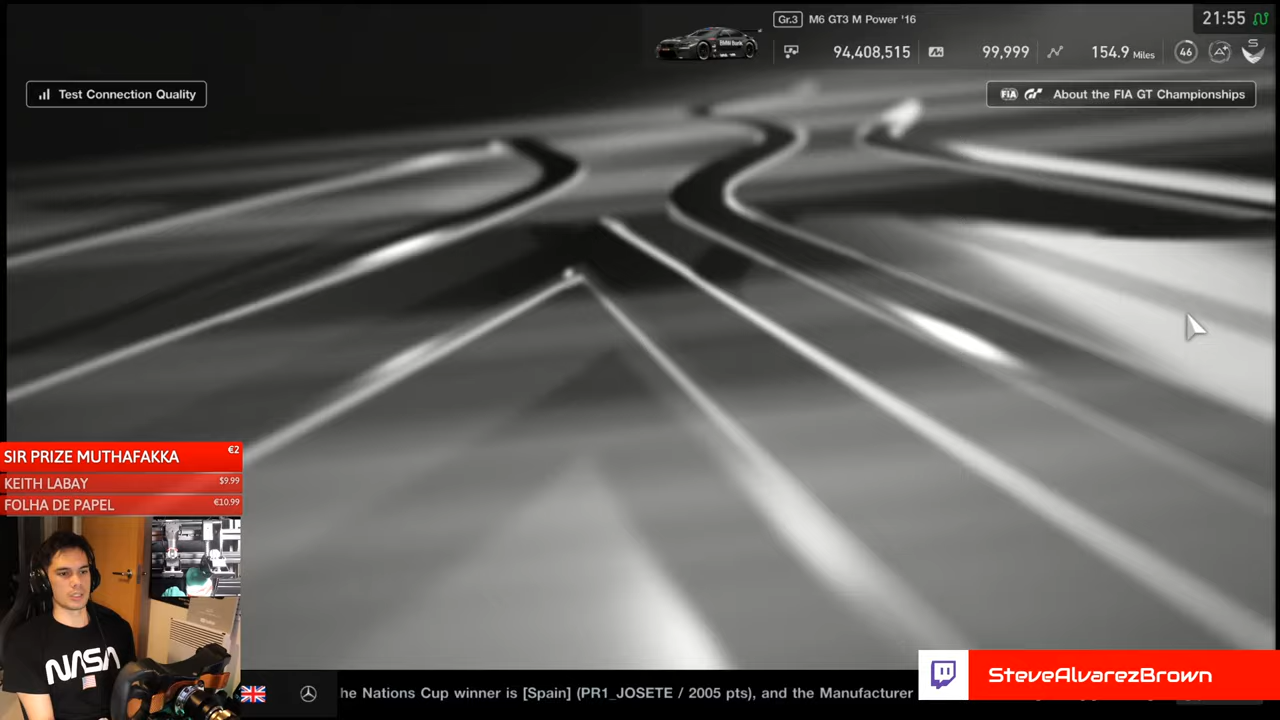 Gr.3 M6 GT3 M Power '16
21:55
94,408,515
99,999
154.9 Miles
46
S
Test Connection Quality
FIA GT About the FIA GT Championships
SIR PRIZE MUTHAFAKKA €2
KEITH LABAY $9.99
FOLHA DE PAPEL €10.99
NASA
he Nations Cup winner is [Spain] (PR1_JOSETE / 2005 pts), and the Manufacturer
SteveAlvarezBrown